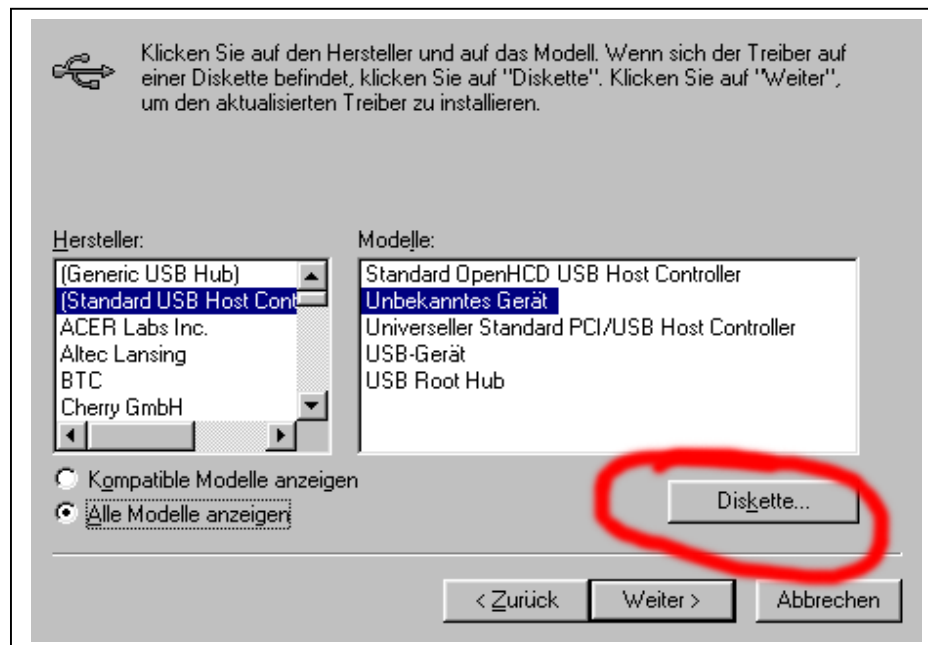 Klicken Sie auf den Hersteller und auf das Modell. Wenn sich der Treiber auf
einer Diskette befindet, klicken Sie auf "Diskette". Klicken Sie auf "Weiter",
um den aktualisierten Treiber zu installieren.
Hersteller:
(Generic USB Hub)
(Standard USB Host Cont
ACER Labs Inc.
Altec Lansing
BTC
Cherry GmbH
Modelle:
Standard OpenHCD USB Host Controller
Unbekanntes Gerät
Universeller Standard PCI/USB Host Controller
USB-Gerät
USB Root Hub
Kompatible Modelle anzeigen
Alle Modelle anzeigen
Diskette...
< Zurück
Weiter >
Abbrechen